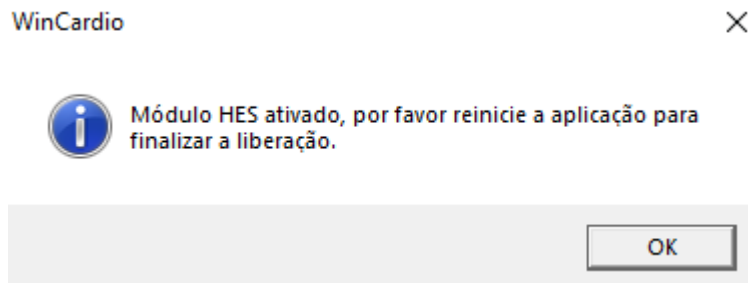 WinCardio
Módulo HES ativado, por favor reinicie a aplicação para
finalizar a liberação.
OK